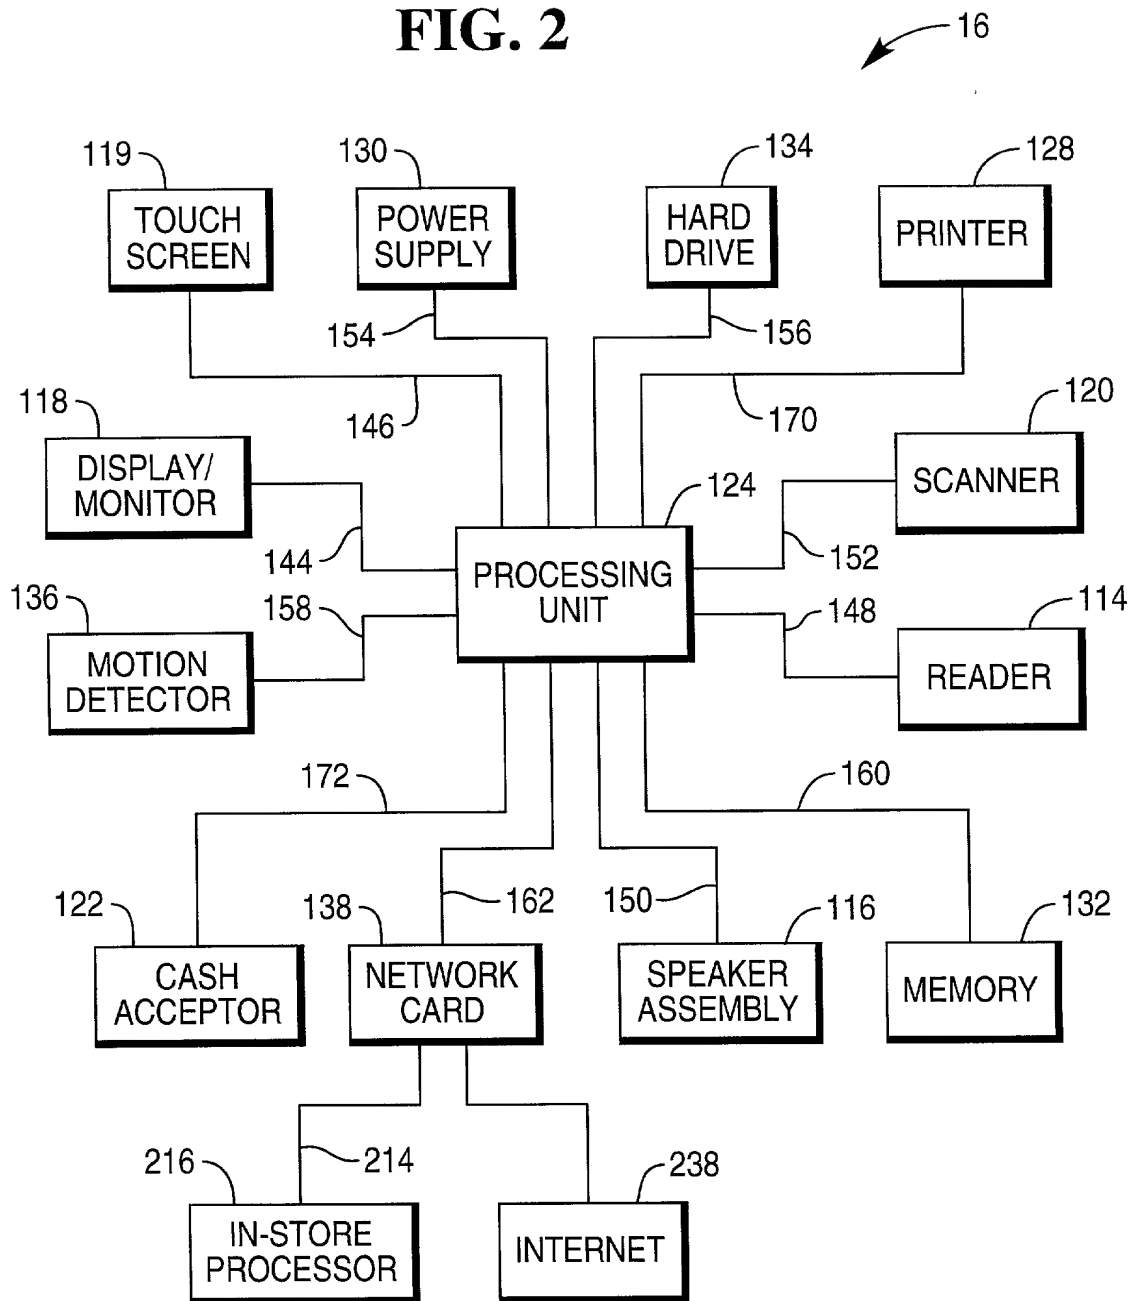 FIG. 2
16
119
130
134
128
TOUCH
SCREEN
POWER
SUPPLY
HARD
DRIVE
PRINTER
154
156
118
146
170
120
DISPLAY/
MONITOR
124
SCANNER
144
152
136
158
PROCESSING
UNIT
148
114
MOTION
DETECTOR
READER
172
160
122
138
162
150
116
132
CASH
ACCEPTOR
NETWORK
CARD
SPEAKER
ASSEMBLY
MEMORY
216
214
238
IN-STORE
PROCESSOR
INTERNET